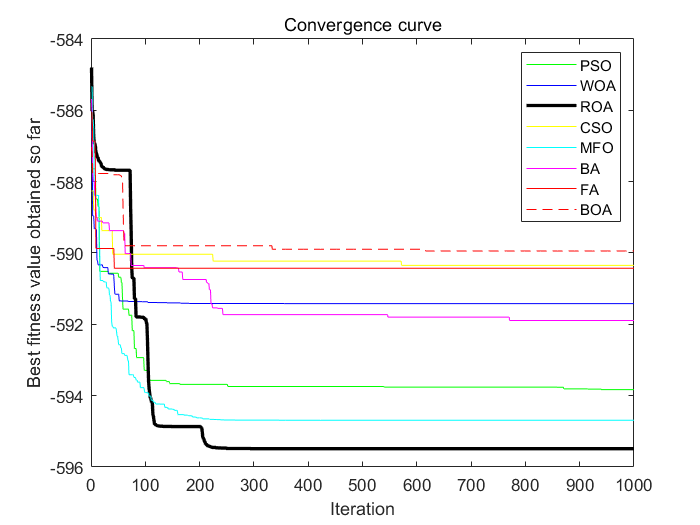 Convergence curve
Best fitness value obtained so far
-584
-586
-588
-590
-592
-594
-596
PSO
WOA
ROA
CSO
MFO
BA
FA
BOA
0 100 200 300 400 500 600 700 800 900 1000
Iteration